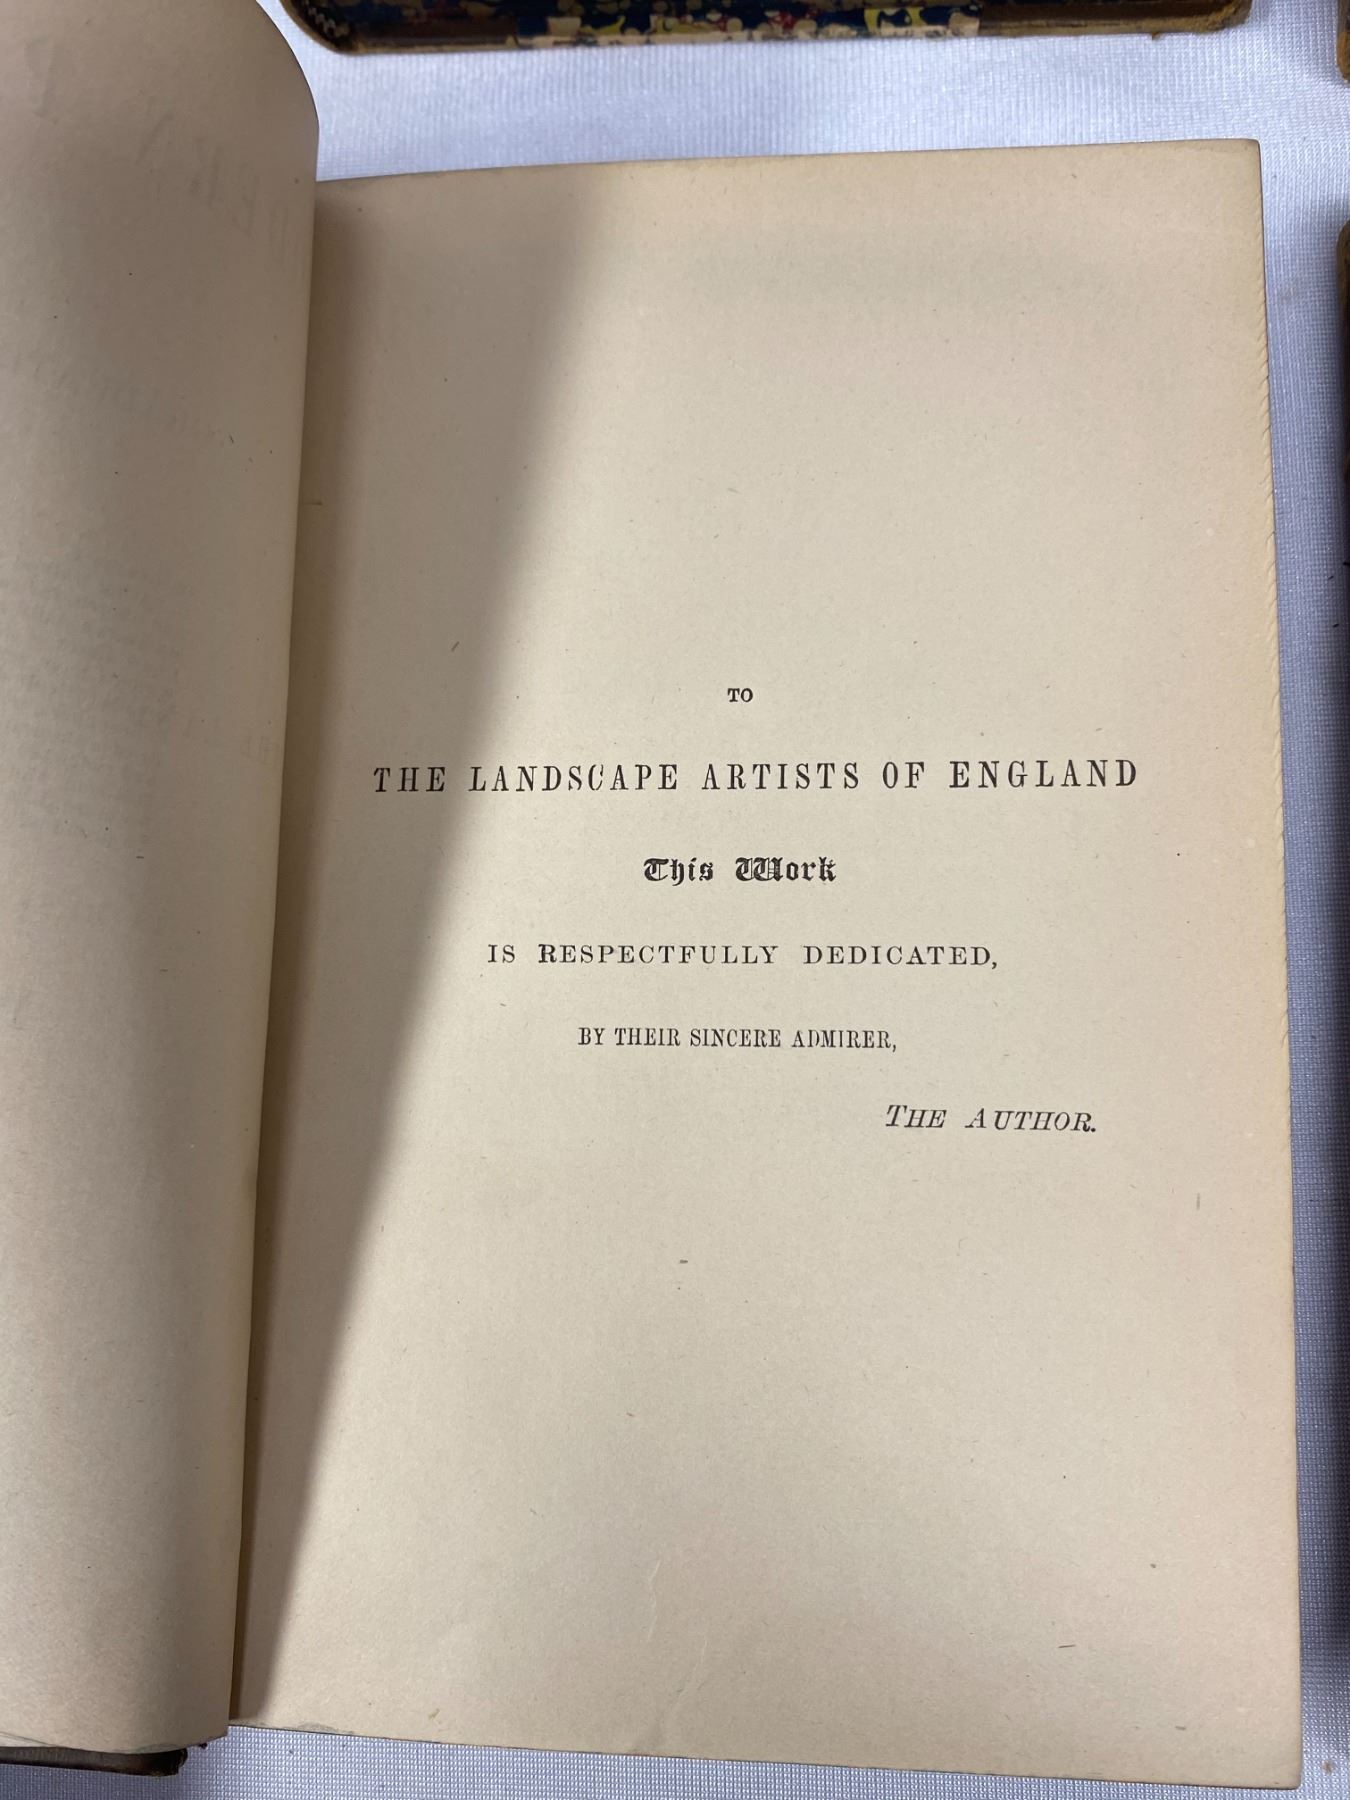 TO
THE LANDSCAPE ARTISTS OF ENGLAND
This Work
IS RESPECTFULLY DEDICATED,
BY THEIR SINCERE ADMIRER,
THE AUTHOR.